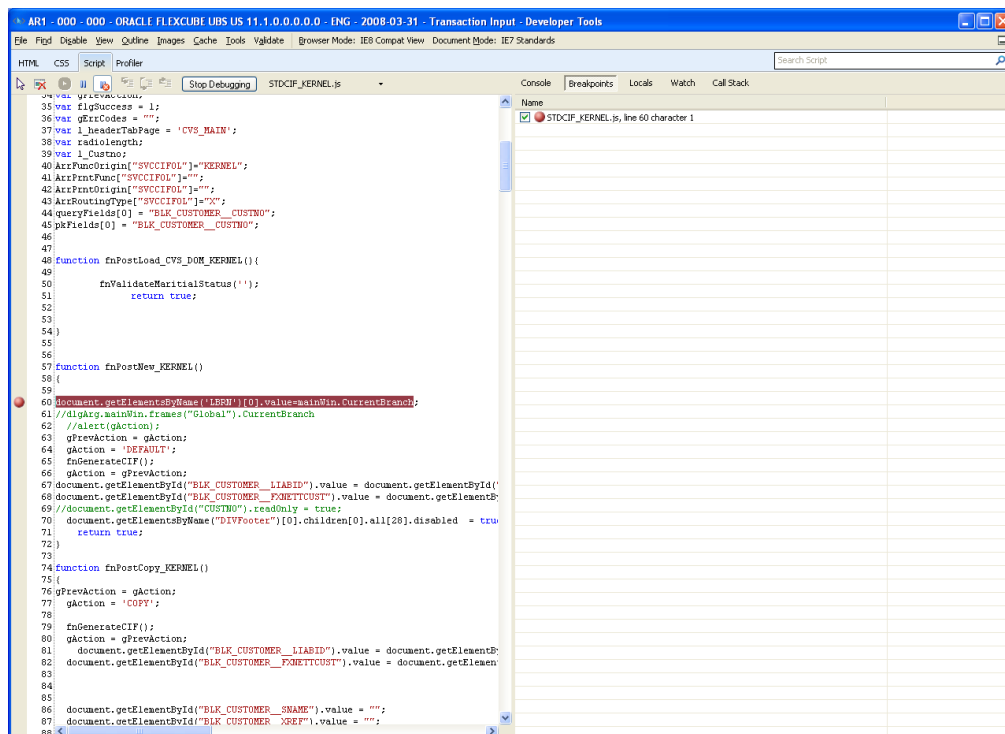 AR1 - 000 - 000 - ORACLE FLEXCUBE UBS US 11.1.0.0.0.0.0 - ENG - 2008-03-31 - Transaction Input - Developer Tools
File Find Disable View Outline Images Cache Tools Validate Browser Mode: IE8 Compat View Document Mode: IE7 Standards
HTML CSS Script Profiler Search Script
Stop Debugging STDCIF_KERNEL.js Console Breakpoints Locals Watch Call Stack
Name
STDCIF_KERNEL.js, line 60 character 1
34 var gPrevAction;
35 var flgSuccess = 1;
36 var gErrCodes = "";
37 var l_headerTabPage = 'CVS_MAIN';
38 var radiolength;
39 var l_Custno;
40 ArrFuncOrigin["SVCCIFOL"]="KERNEL";
41 ArrPrntFunc["SVCCIFOL"]="";
42 ArrPrntOrigin["SVCCIFOL"]="";
43 ArrRoutingType["SVCCIFOL"]="X";
44 queryFields[0] = "BLK_CUSTOMER__CUSTNO";
45 pkFields[0] = "BLK_CUSTOMER__CUSTNO";
46
47
48 function fnPostLoad_CVS_DOM_KERNEL(){
49
50 fnValidateMaritialStatus('');
51 return true;
52
53
54 }
55
56
57 function fnPostNew_KERNEL()
58 {
59
60 document.getElementsByName('LBRN')[0].value=mainWin.CurrentBranch;
61 //dlgArg.mainWin.frames("Global").CurrentBranch
62 //alert(gAction);
63 gPrevAction = gAction;
64 gAction = 'DEFAULT';
65 fnGenerateCIF();
66 gAction = gPrevAction;
67 document.getElementById("BLK_CUSTOMER__LIABID").value = document.getElementById("
68 document.getElementById("BLK_CUSTOMER__FXNETTCUST").value = document.getElementBy
69 //document.getElementById("CUSTNO").readOnly = true;
70 document.getElementsByName("DIVFooter")[0].children[0].all[28].disabled = true
71 return true;
72 }
73
74 function fnPostCopy_KERNEL()
75 {
76 gPrevAction = gAction;
77 gAction = 'COPY';
78
79 fnGenerateCIF();
80 gAction = gPrevAction;
81 document.getElementById("BLK_CUSTOMER__LIABID").value = document.getElementBy
82 document.getElementById("BLK_CUSTOMER__FXNETTCUST").value = document.getElemen
83
84
85
86 document.getElementById("BLK_CUSTOMER__SNAME").value = "";
87 document.getElementById("BLK_CUSTOMER__XREF").value = "";
88